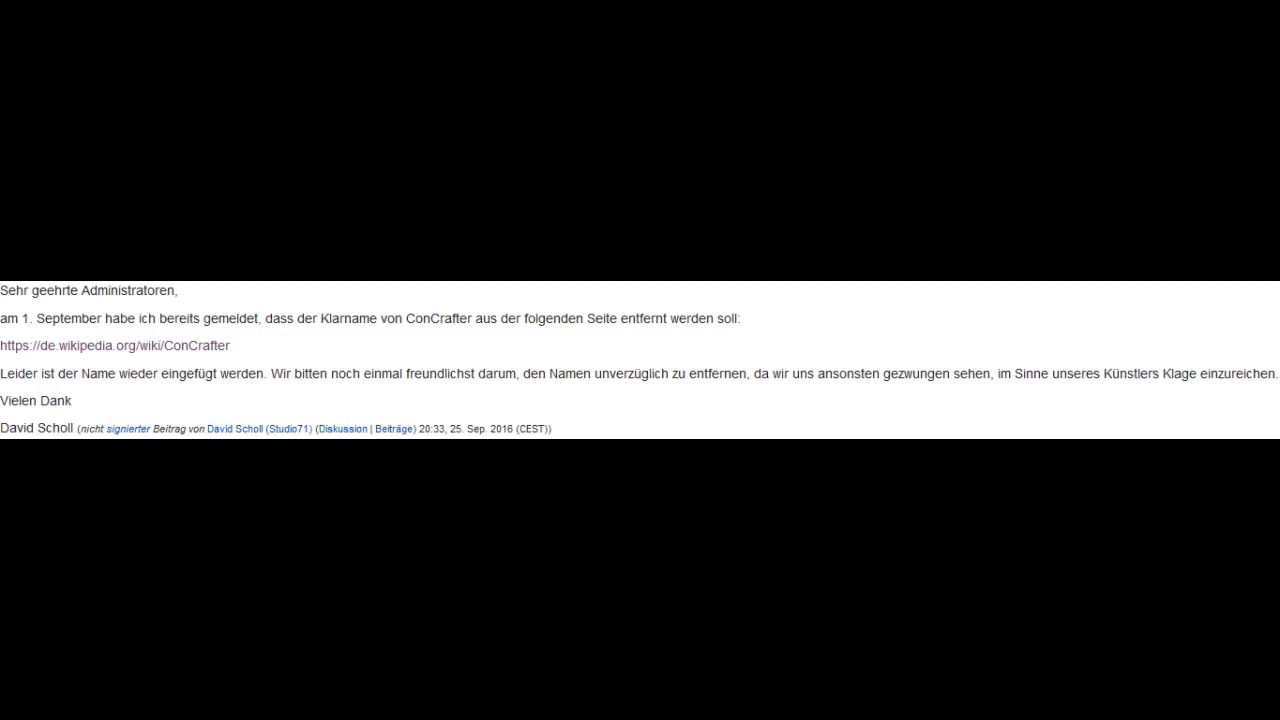 Sehr geehrte Administratoren,
am 1. September habe ich bereits gemeldet, dass der Klarname von ConCrafter aus der folgenden Seite entfernt werden soll:
https://de.wikipedia.org/wiki/ConCrafter
Leider ist der Name wieder eingefügt werden. Wir bitten noch einmal freundlichst darum, den Namen unverzüglich zu entfernen, da wir uns ansonsten gezwungen sehen, im Sinne unseres Künstlers Klage einzureichen.
Vielen Dank
David Scholl (nicht signierter Beitrag von David Scholl (Studio71) (Diskussion | Beiträge) 20:33, 25. Sep. 2016 (CEST))